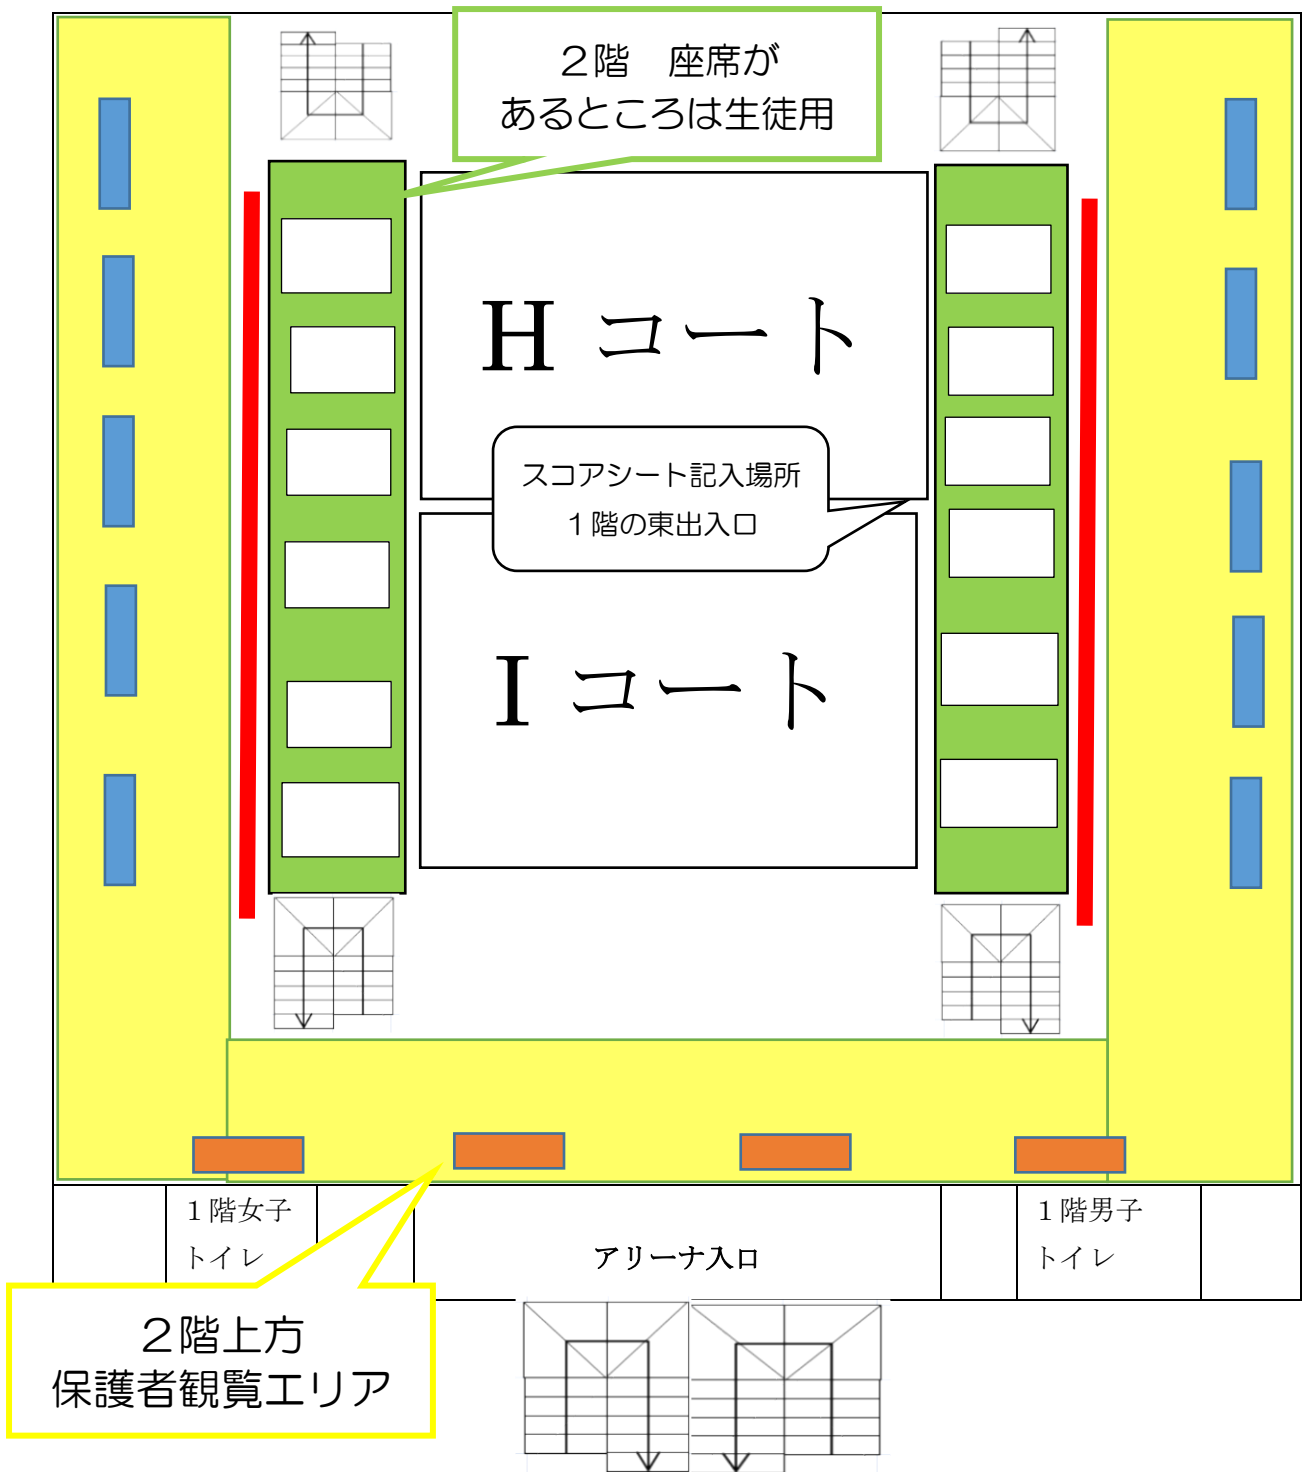 ２階　座席が
あるところは生徒用
H コート
スコアシート記入場所
１階の東出入口
I コート
１階女子
トイレ
アリーナ入口
１階男子
トイレ
２階上方
保護者観覧エリア